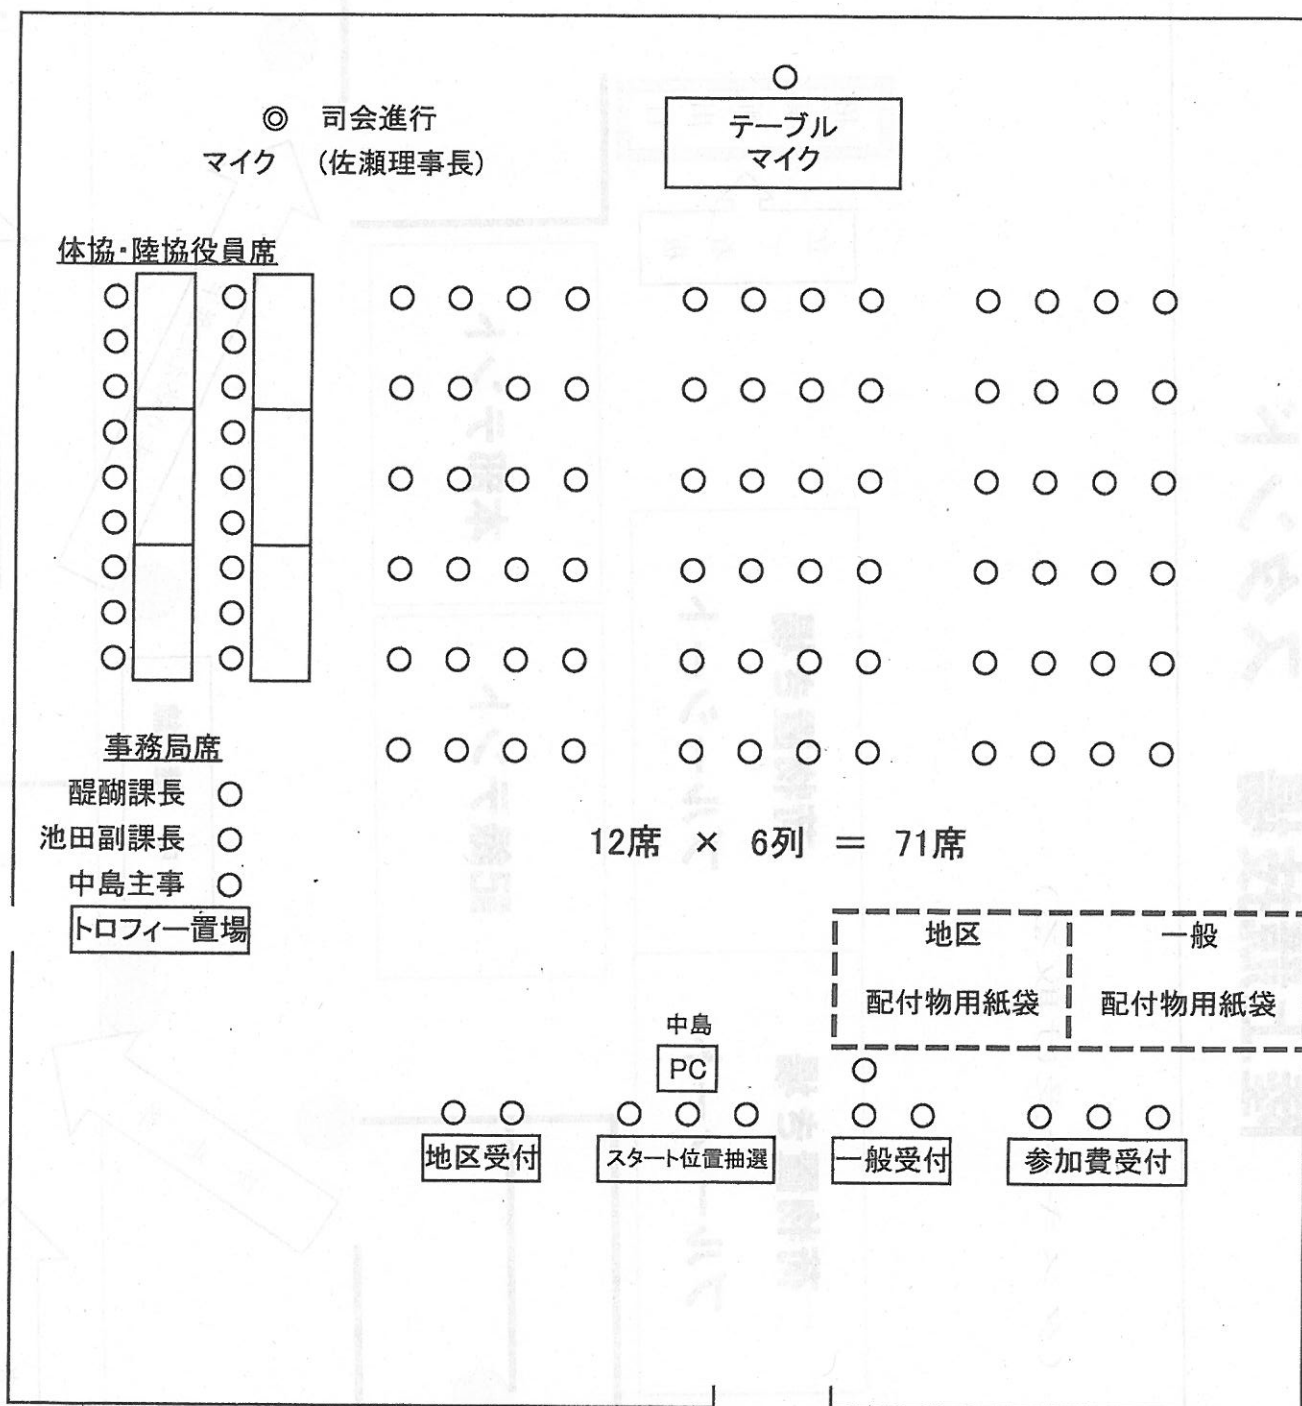 ◎ 司会進行
マイク （佐瀬理事長）
テーブル
マイク
体協・陸協役員席
事務局席
醍醐課長
池田副課長
中島主事
トロフィー置場
12席 × 6列 ＝ 71席
地区
配付物用紙袋
一般
配付物用紙袋
中島
PC
地区受付
スタート位置抽選
一般受付
参加費受付